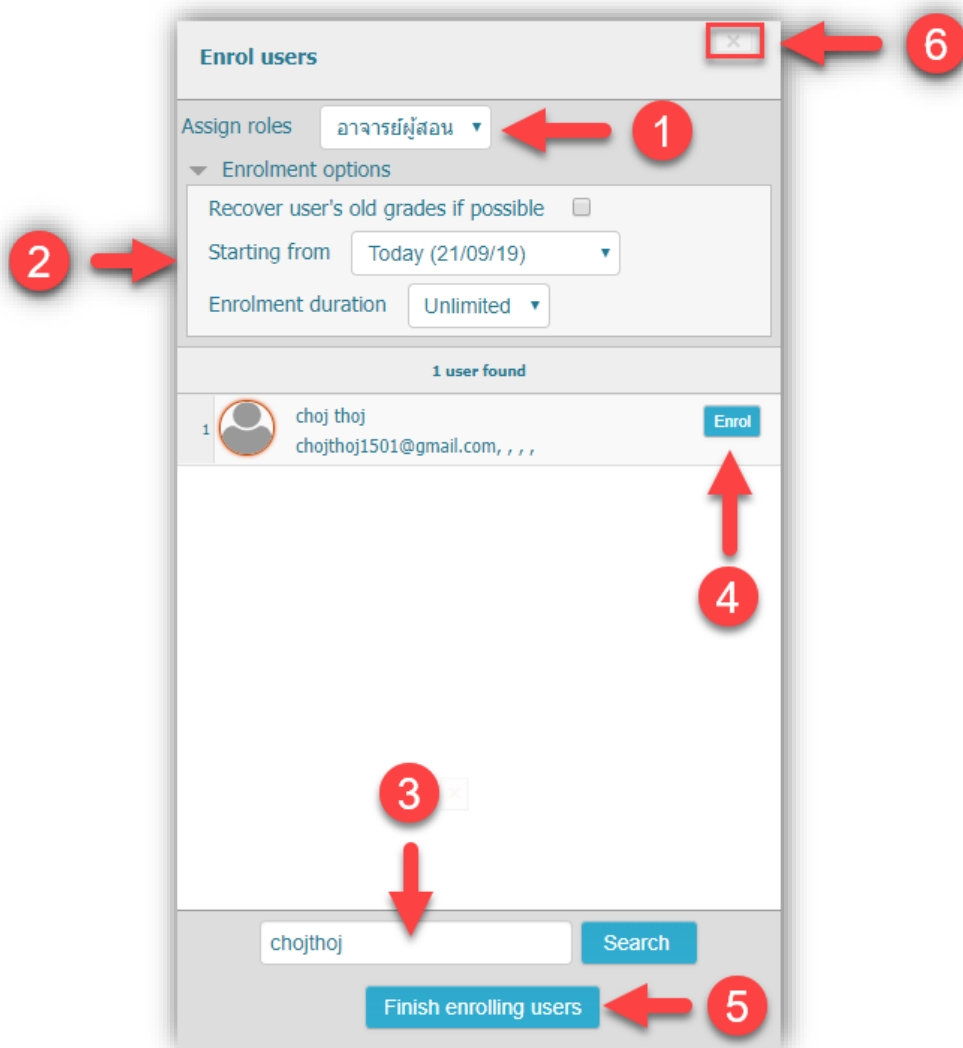 Enrol users
×
6
Assign roles อาจารย์ผู้สอน
1
Enrolment options
Recover user's old grades if possible
2
Starting from Today (21/09/19)
Enrolment duration Unlimited
1 user found
1
choj thoj
chojthoj1501@gmail.com, , , ,
Enrol
4
3
×
chojthoj Search
Finish enrolling users
5